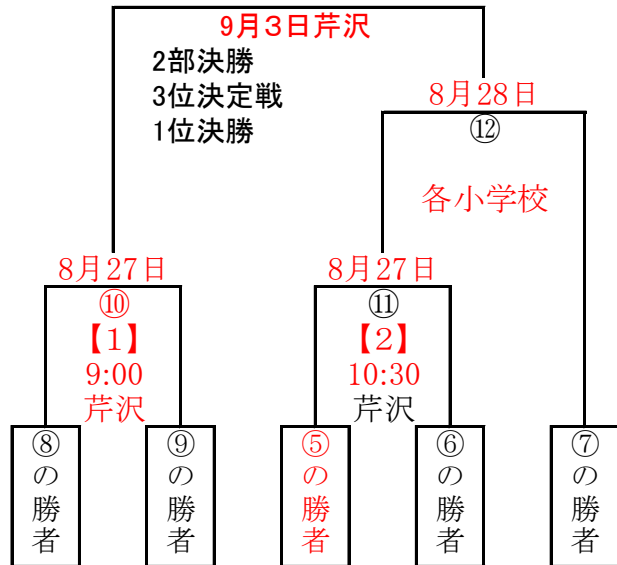 9月３日芹沢
2部決勝
3位決定戦
1位決勝
8月28日
⑫
各小学校
8月27日
⑩
【１】
9:00
芹沢
8月27日
⑪
【２】
10:30
芹沢
⑧の勝者
⑨の勝者
⑤の勝者
⑥の勝者
⑦の勝者